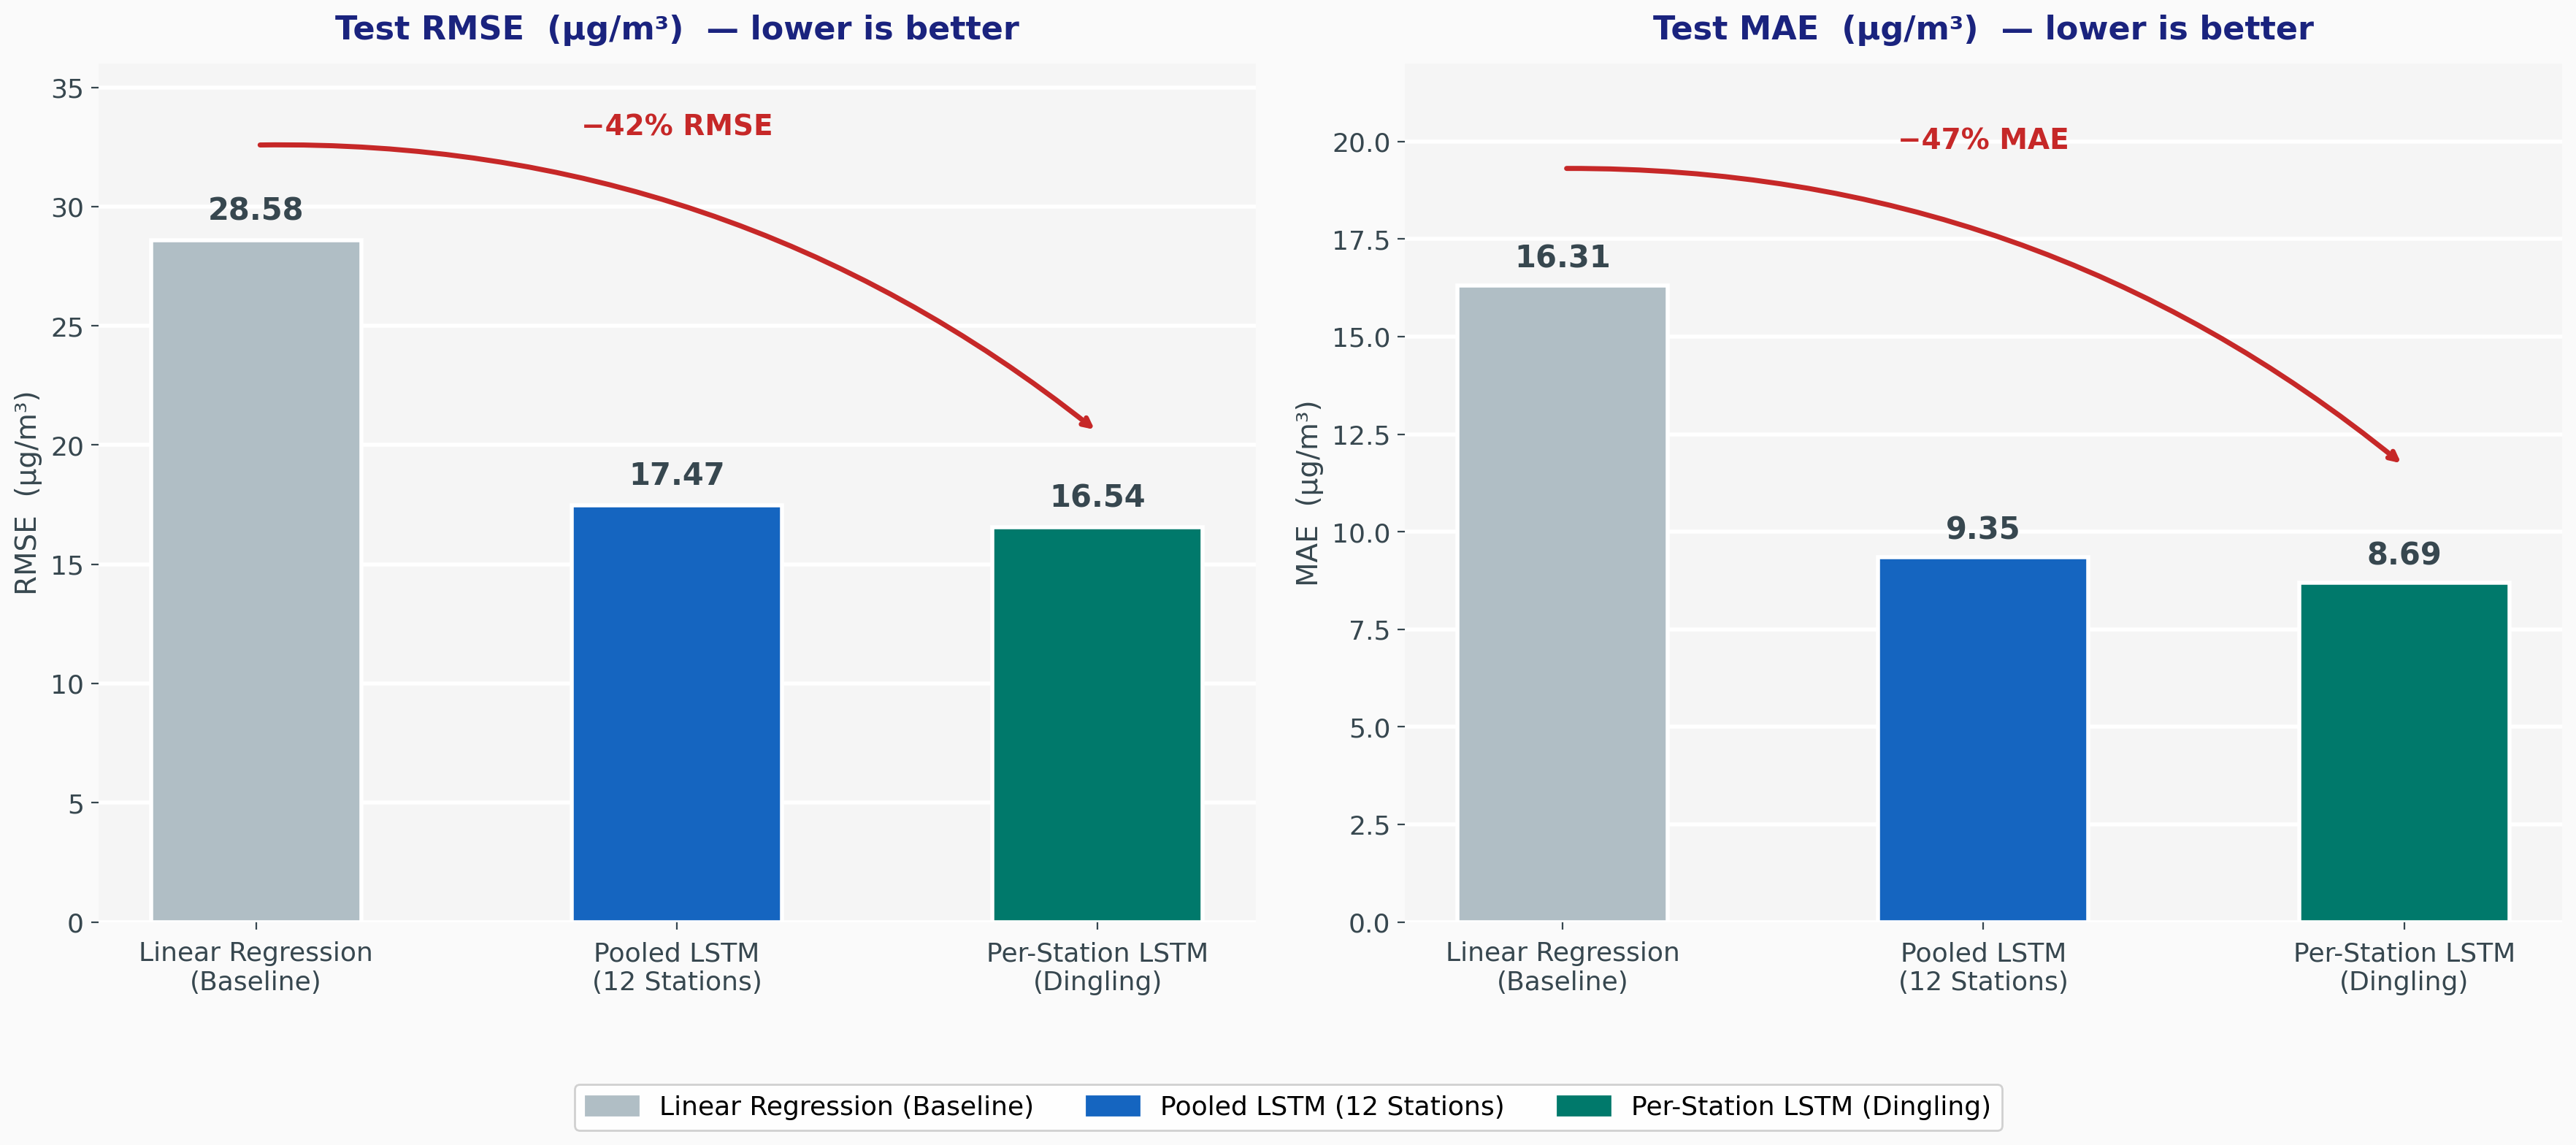 Test RMSE (µg/m³) — lower is better
35
30
25
20
15
10
5
0
RMSE (µg/m³)
−42% RMSE
28.58
17.47
16.54
Linear Regression
(Baseline)
Pooled LSTM
(12 Stations)
Per-Station LSTM
(Dingling)
Test MAE (µg/m³) — lower is better
20.0
17.5
15.0
12.5
10.0
7.5
5.0
2.5
0.0
MAE (µg/m³)
−47% MAE
16.31
9.35
8.69
Linear Regression
(Baseline)
Pooled LSTM
(12 Stations)
Per-Station LSTM
(Dingling)
Linear Regression (Baseline)
Pooled LSTM (12 Stations)
Per-Station LSTM (Dingling)